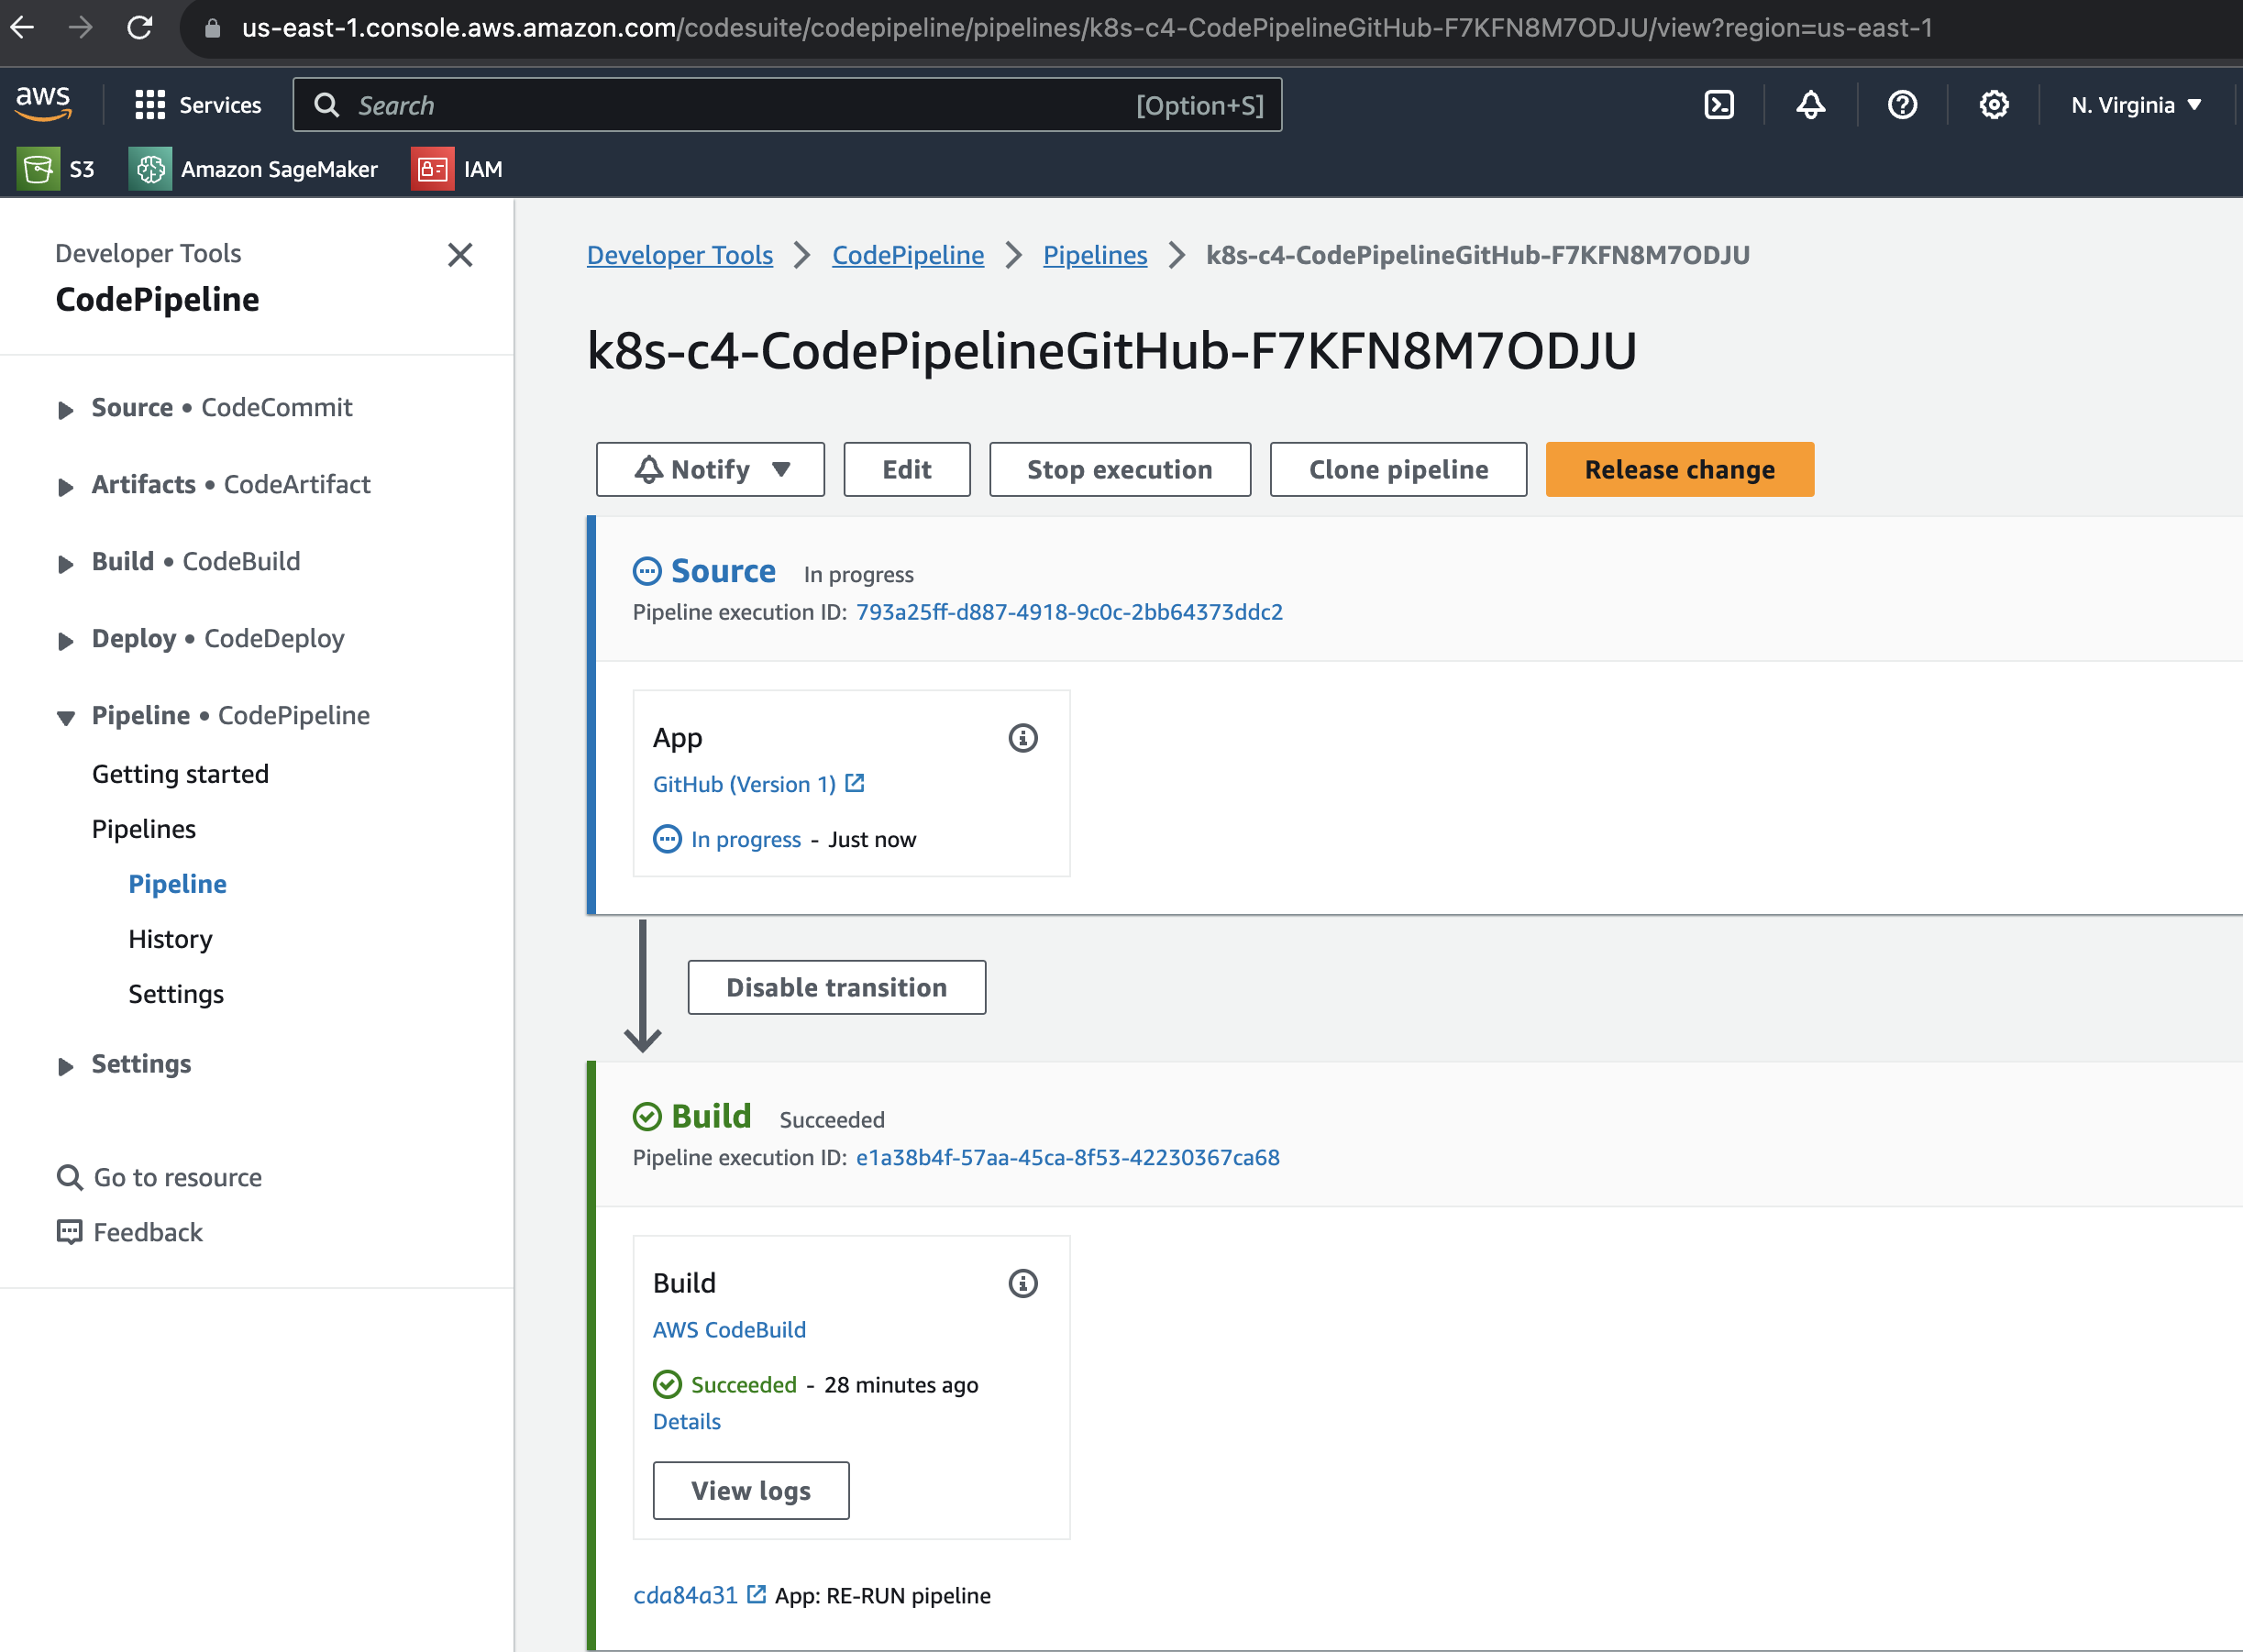 us-east-1.console.aws.amazon.com/codesuite/codepipeline/pipelines/k8s-c4-CodePipelineGitHub-F7KFN8M7ODJU/view?region=us-east-1
aws Services Search [Option+S] N. Virginia
S3 Amazon SageMaker IAM
Developer Tools
CodePipeline
Source • CodeCommit
Artifacts • CodeArtifact
Build • CodeBuild
Deploy • CodeDeploy
Pipeline • CodePipeline
Getting started
Pipelines
Pipeline
History
Settings
Settings
Go to resource
Feedback
Developer Tools > CodePipeline > Pipelines > k8s-c4-CodePipelineGitHub-F7KFN8M7ODJU
k8s-c4-CodePipelineGitHub-F7KFN8M7ODJU
Notify Edit Stop execution Clone pipeline Release change
Source In progress
Pipeline execution ID: 793a25ff-d887-4918-9c0c-2bb64373ddc2
App
GitHub (Version 1)
In progress - Just now
Disable transition
Build Succeeded
Pipeline execution ID: e1a38b4f-57aa-45ca-8f53-42230367ca68
Build
AWS CodeBuild
Succeeded - 28 minutes ago
Details
View logs
cda84a31 App: RE-RUN pipeline